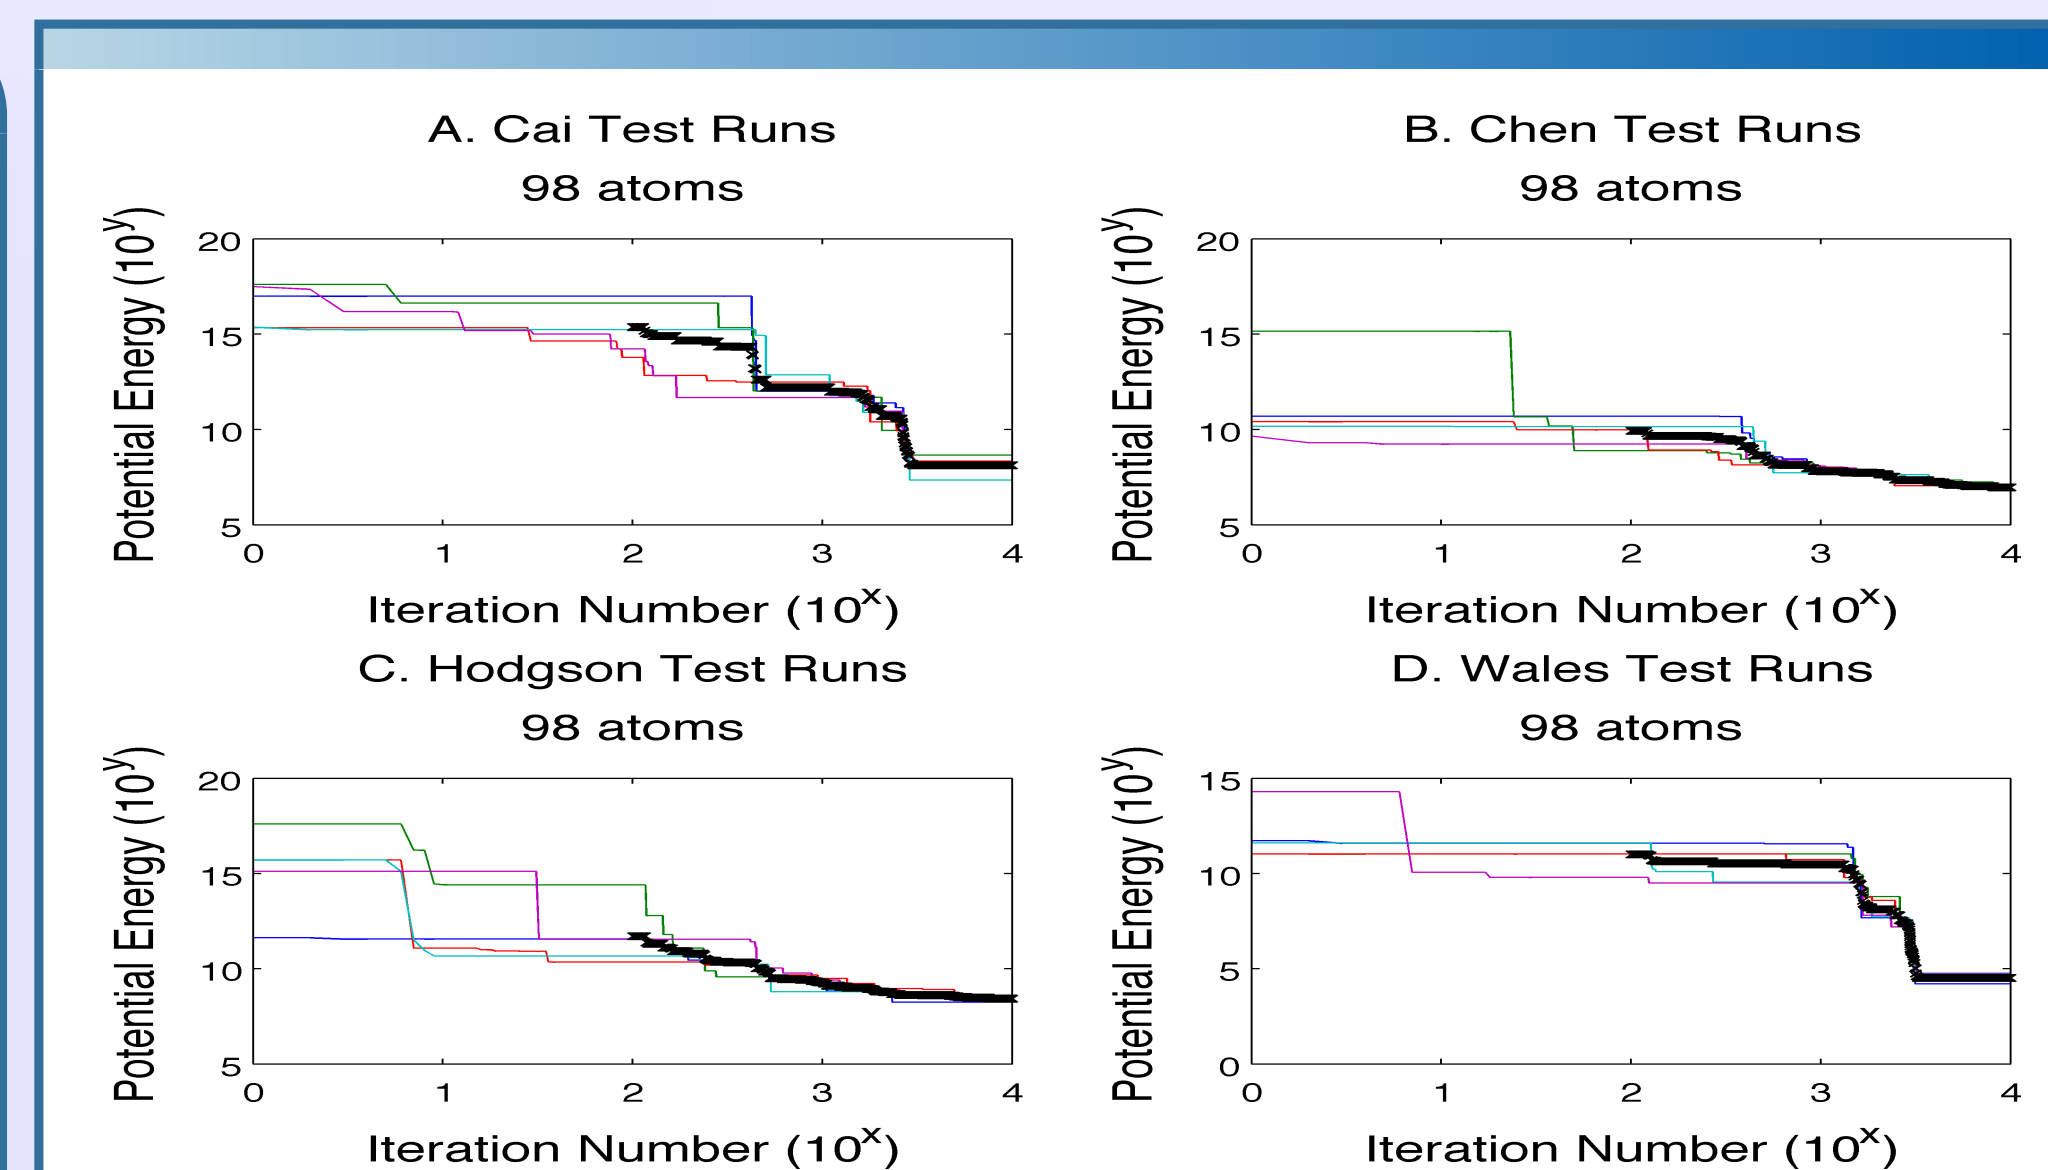 A. Cai Test Runs
98 atoms
Potential Energy (10^y)
20
15
10
5
0 1 2 3 4
Iteration Number (10^x)
B. Chen Test Runs
98 atoms
Potential Energy (10^y)
20
15
10
5
0 1 2 3 4
Iteration Number (10^x)
C. Hodgson Test Runs
98 atoms
Potential Energy (10^y)
20
15
10
5
0 1 2 3 4
Iteration Number (10^x)
D. Wales Test Runs
98 atoms
Potential Energy (10^y)
15
10
5
0
0 1 2 3 4
Iteration Number (10^x)